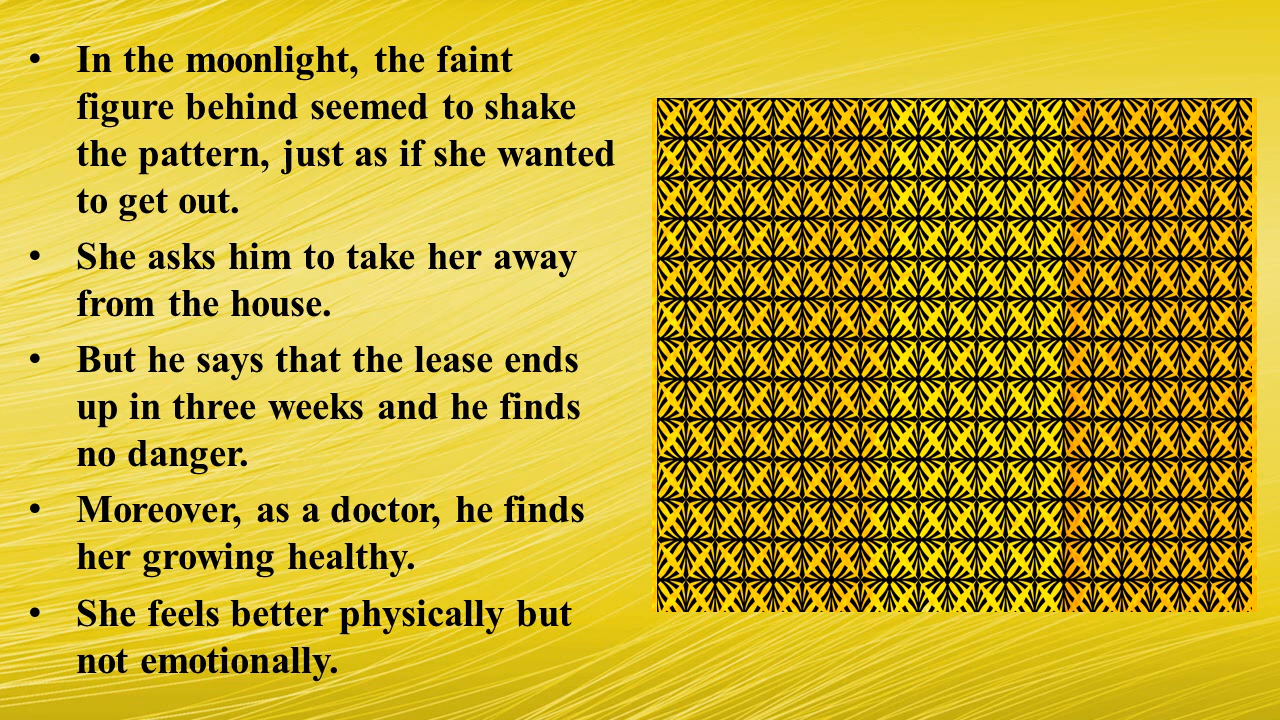 • In the moonlight, the faint
figure behind seemed to shake
the pattern, just as if she wanted
to get out.
• She asks him to take her away
from the house.
• But he says that the lease ends
up in three weeks and he finds
no danger.
• Moreover, as a doctor, he finds
her growing healthy.
• She feels better physically but
not emotionally.